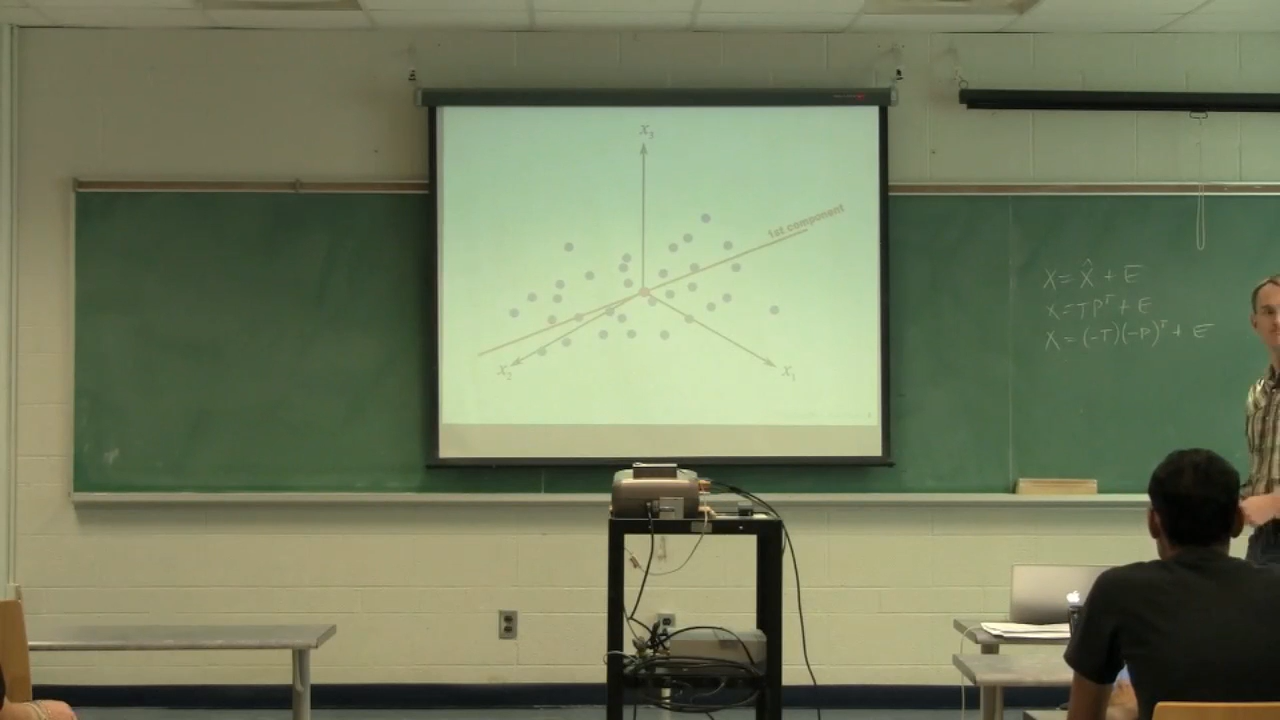 x₃
1st component
x₂
x₁
X = X̂ + E
X = TPᵀ + E
X = (-T)(-P)ᵀ + E